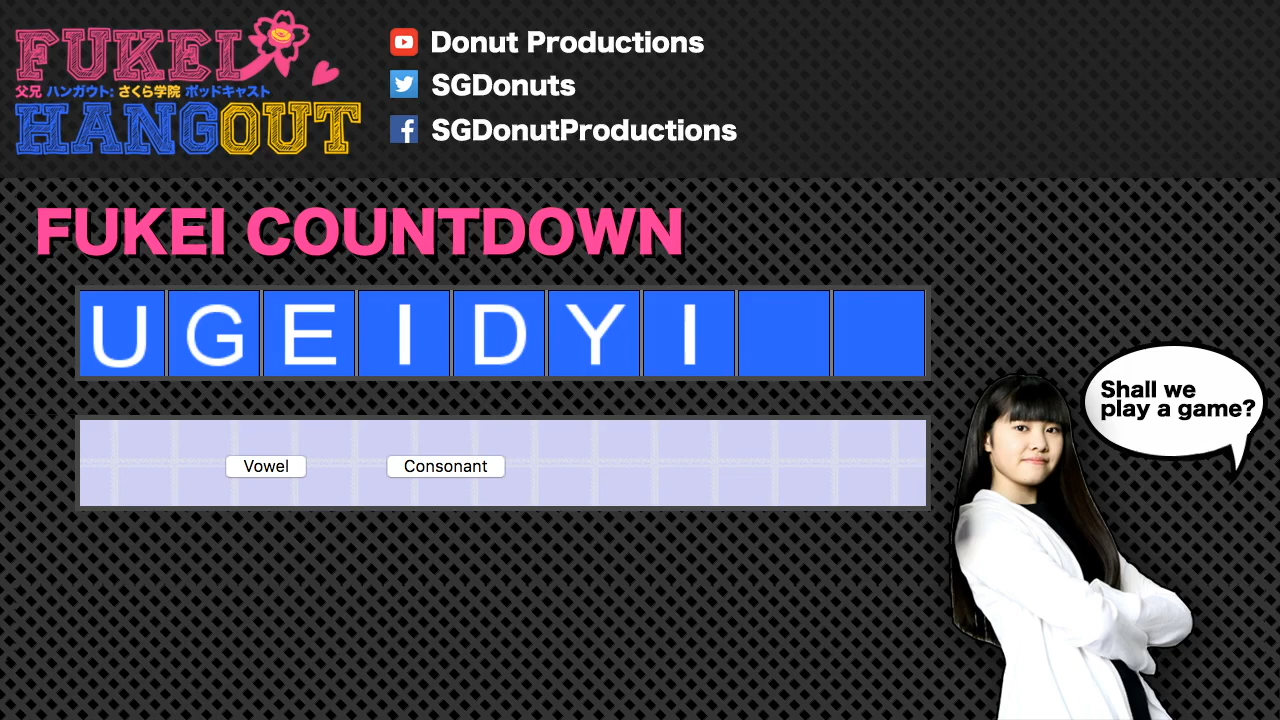 FUKEI
父兄 ハンガウト: さくら学院 ポッドキャスト
HANGOUT
Donut Productions
SGDonuts
SGDonutProductions
FUKEI COUNTDOWN
U G E I D Y I
Shall we
play a game?
Vowel Consonant